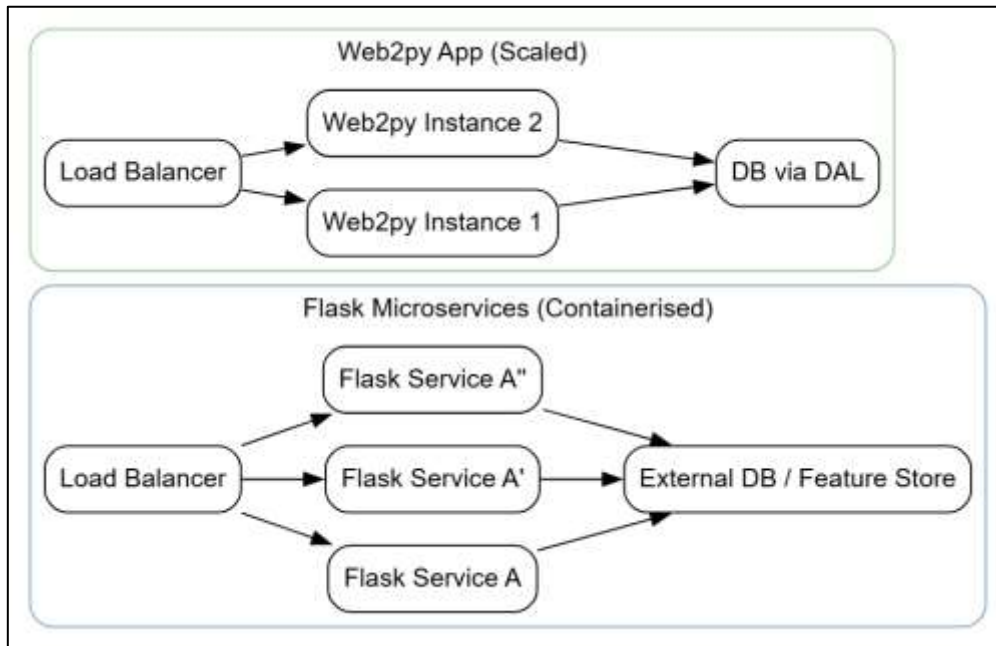 Web2py App (Scaled)
Web2py Instance 2
Load Balancer
DB via DAL
Web2py Instance 1
Flask Microservices (Containerised)
Flask Service A"
Load Balancer
Flask Service A'
External DB / Feature Store
Flask Service A